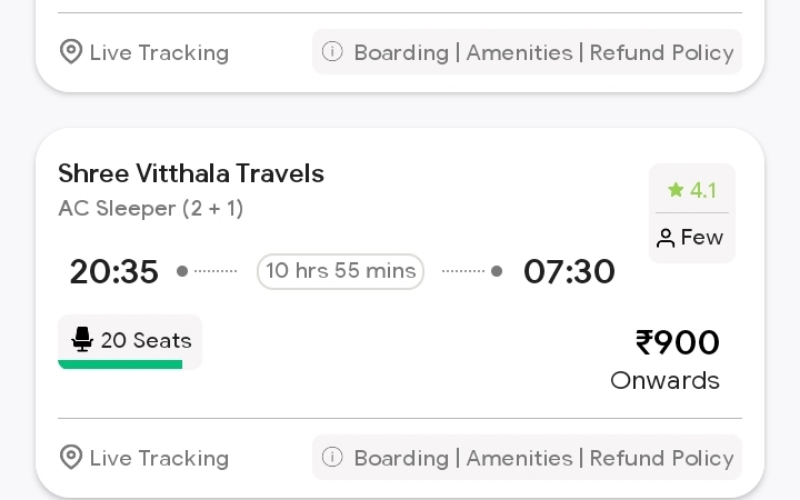 Live Tracking
Boarding | Amenities | Refund Policy
Shree Vitthala Travels
4.1
AC Sleeper (2 + 1)
Few
20:35 10 hrs 55 mins 07:30
20 Seats
₹900
Onwards
Live Tracking
Boarding | Amenities | Refund Policy